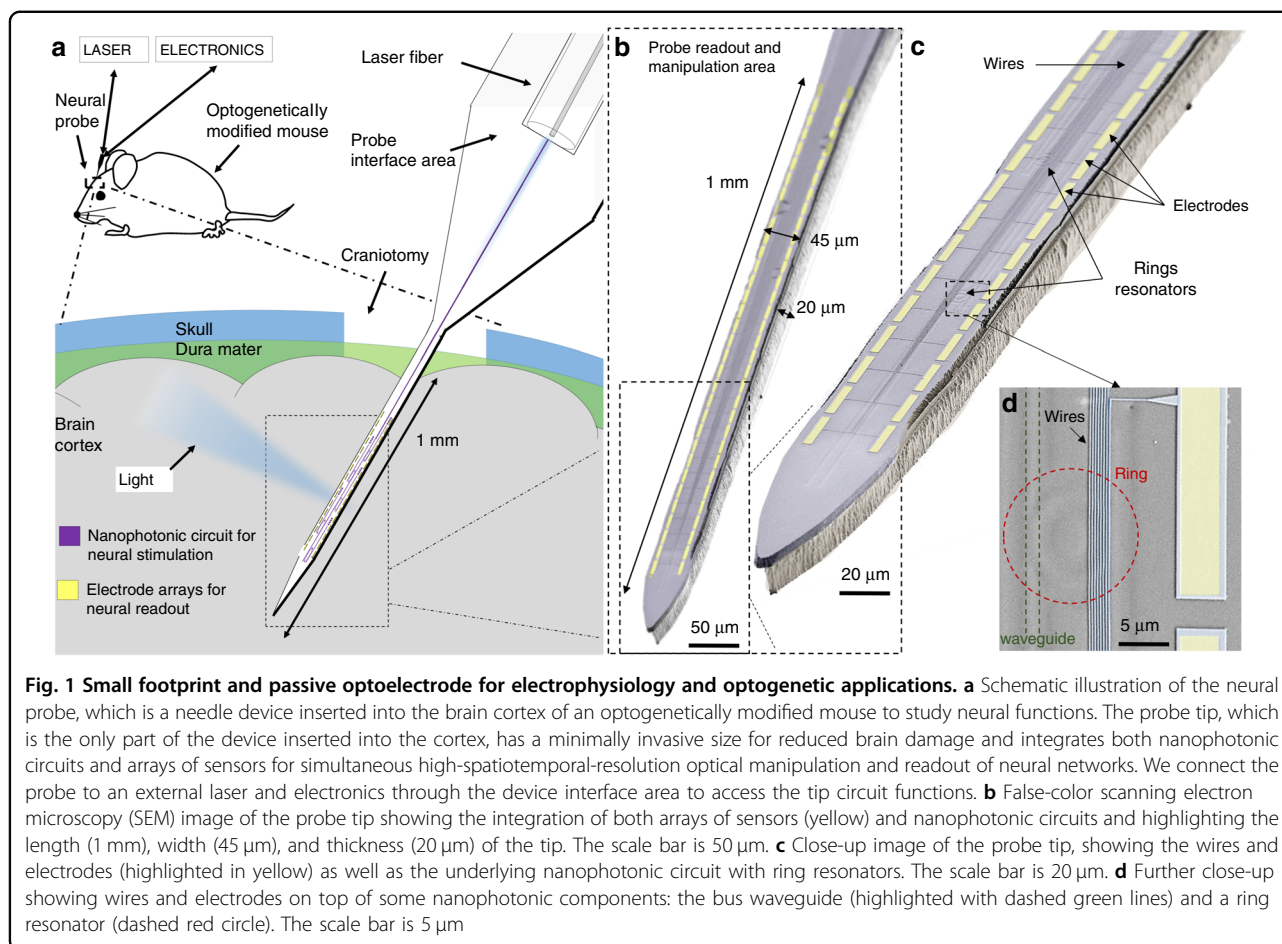 a
LASER
ELECTRONICS
Neural
probe
Optogenetically
modified mouse
Laser fiber
Probe
interface area
Craniotomy
Skull
Dura mater
Brain
cortex
Light
1 mm
Nanophotonic circuit for
neural stimulation
Electrode arrays for
neural readout
b
Probe readout and
manipulation area
1 mm
45 µm
20 µm
50 µm
c
Wires
Electrodes
Rings
resonators
20 µm
d
Wires
Ring
waveguide
5 µm
Fig. 1 Small footprint and passive optoelectrode for electrophysiology and optogenetic applications. a Schematic illustration of the neural
probe, which is a needle device inserted into the brain cortex of an optogenetically modified mouse to study neural functions. The probe tip, which
is the only part of the device inserted into the cortex, has a minimally invasive size for reduced brain damage and integrates both nanophotonic
circuits and arrays of sensors for simultaneous high-spatiotemporal-resolution optical manipulation and readout of neural networks. We connect the
probe to an external laser and electronics through the device interface area to access the tip circuit functions. b False-color scanning electron
microscopy (SEM) image of the probe tip showing the integration of both arrays of sensors (yellow) and nanophotonic circuits and highlighting the
length (1 mm), width (45 µm), and thickness (20 µm) of the tip. The scale bar is 50 µm. c Close-up image of the probe tip, showing the wires and
electrodes (highlighted in yellow) as well as the underlying nanophotonic circuit with ring resonators. The scale bar is 20 µm. d Further close-up
showing wires and electrodes on top of some nanophotonic components: the bus waveguide (highlighted with dashed green lines) and a ring
resonator (dashed red circle). The scale bar is 5 µm